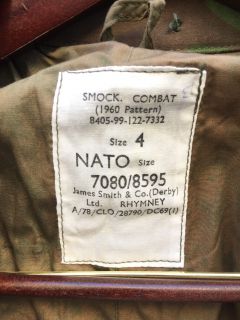 SMOCK. COMBAT
(1960 Pattern)
8405-99-122-7332
Size 4
NATO Size
7080/8595
James Smith & Co.(Derby)
Ltd. RHYMNEY
A/78/CLO/28790/DC69(1)